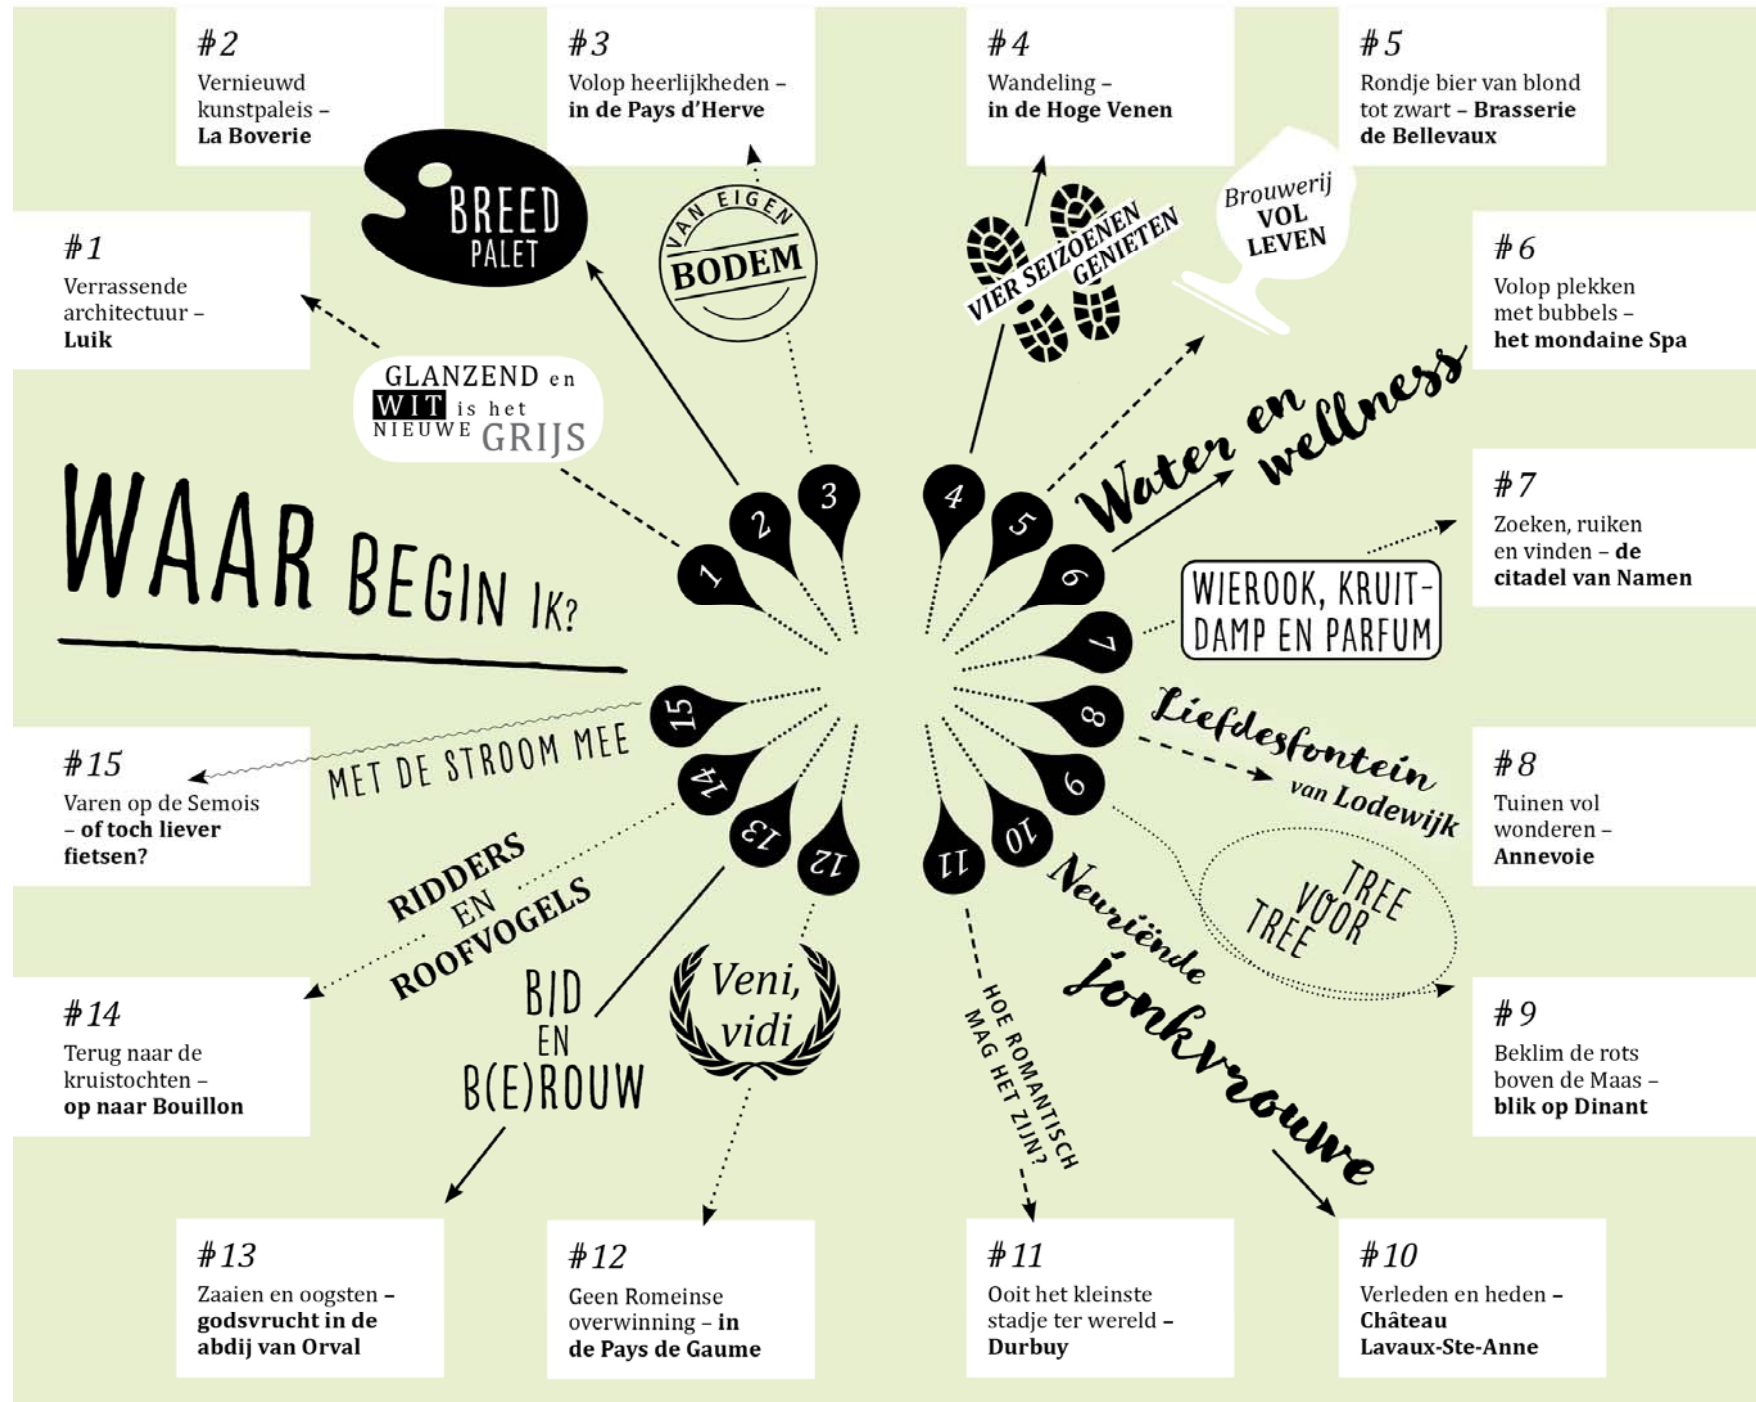 WAAR BEGIN IK?
#1
Verrassende
architectuur –
Luik
GLANZEND en
WIT is het
NIEUWE GRIJS
#2
Vernieuwd
kunstpaleis –
La Boverie
BREED
PALET
#3
Volop heerlijkheden –
in de Pays d'Herve
VAN EIGEN
BODEM
#4
Wandeling –
in de Hoge Venen
VIER SEIZOENEN
GENIETEN
#5
Rondje bier van blond
tot zwart – Brasserie
de Bellevaux
Brouwerij
VOL
LEVEN
#6
Volop plekken
met bubbels –
het mondaine Spa
Water en
wellness
#7
Zoeken, ruiken
en vinden – de
citadel van Namen
WIEROOK, KRUIT-
DAMP EN PARFUM
#8
Tuinen vol
wonderen –
Annevoie
Liefdesfontein
van Lodewijk
#9
Beklim de rots
boven de Maas –
blik op Dinant
TREE
VOOR
TREE
#10
Verleden en heden –
Château
Lavaux-Ste-Anne
Neuriënde
jonkvrouwe
#11
Ooit het kleinste
stadje ter wereld –
Durbuy
HOE ROMANTISCH
MAG HET ZIJN?
#12
Geen Romeinse
overwinning – in
de Pays de Gaume
Veni,
vidi
#13
Zaaien en oogsten –
godsvrucht in de
abdij van Orval
BID
EN
B(E)ROUW
#14
Terug naar de
kruistochten –
op naar Bouillon
RIDDERS
EN
ROOFVOGELS
#15
Varen op de Semois
– of toch liever
fietsen?
MET DE STROOM MEE
1
2
3
4
5
6
7
8
9
10
11
12
13
14
15